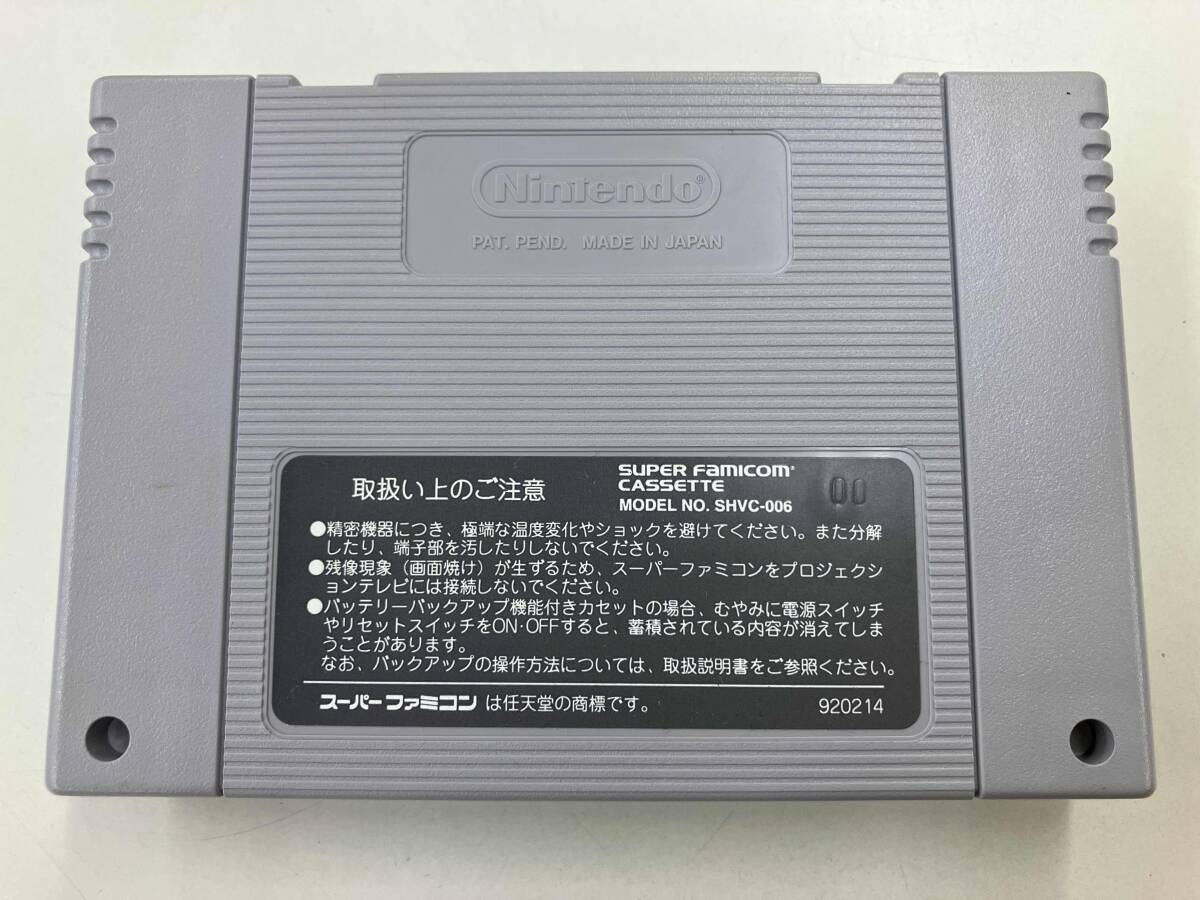 Nintendo®
PAT. PEND. MADE IN JAPAN
取扱い上のご注意
SUPER FAMICOM®
CASSETTE
MODEL NO. SHVC-006
00
●精密機器につき、極端な温度変化やショックを避けてください。また分解
したり、端子部を汚したりしないでください。
●残像現象（画面焼け）が生ずるため、スーパーファミコンをプロジェクシ
ョンテレビには接続しないでください。
●バッテリーバックアップ機能付きカセットの場合、むやみに電源スイッチ
やリセットスイッチをON・OFFすると、蓄積されている内容が消えてしま
うことがあります。
なお、バックアップの操作方法については、取扱説明書をご参照ください。
スーパーファミコン は任天堂の商標です。
920214